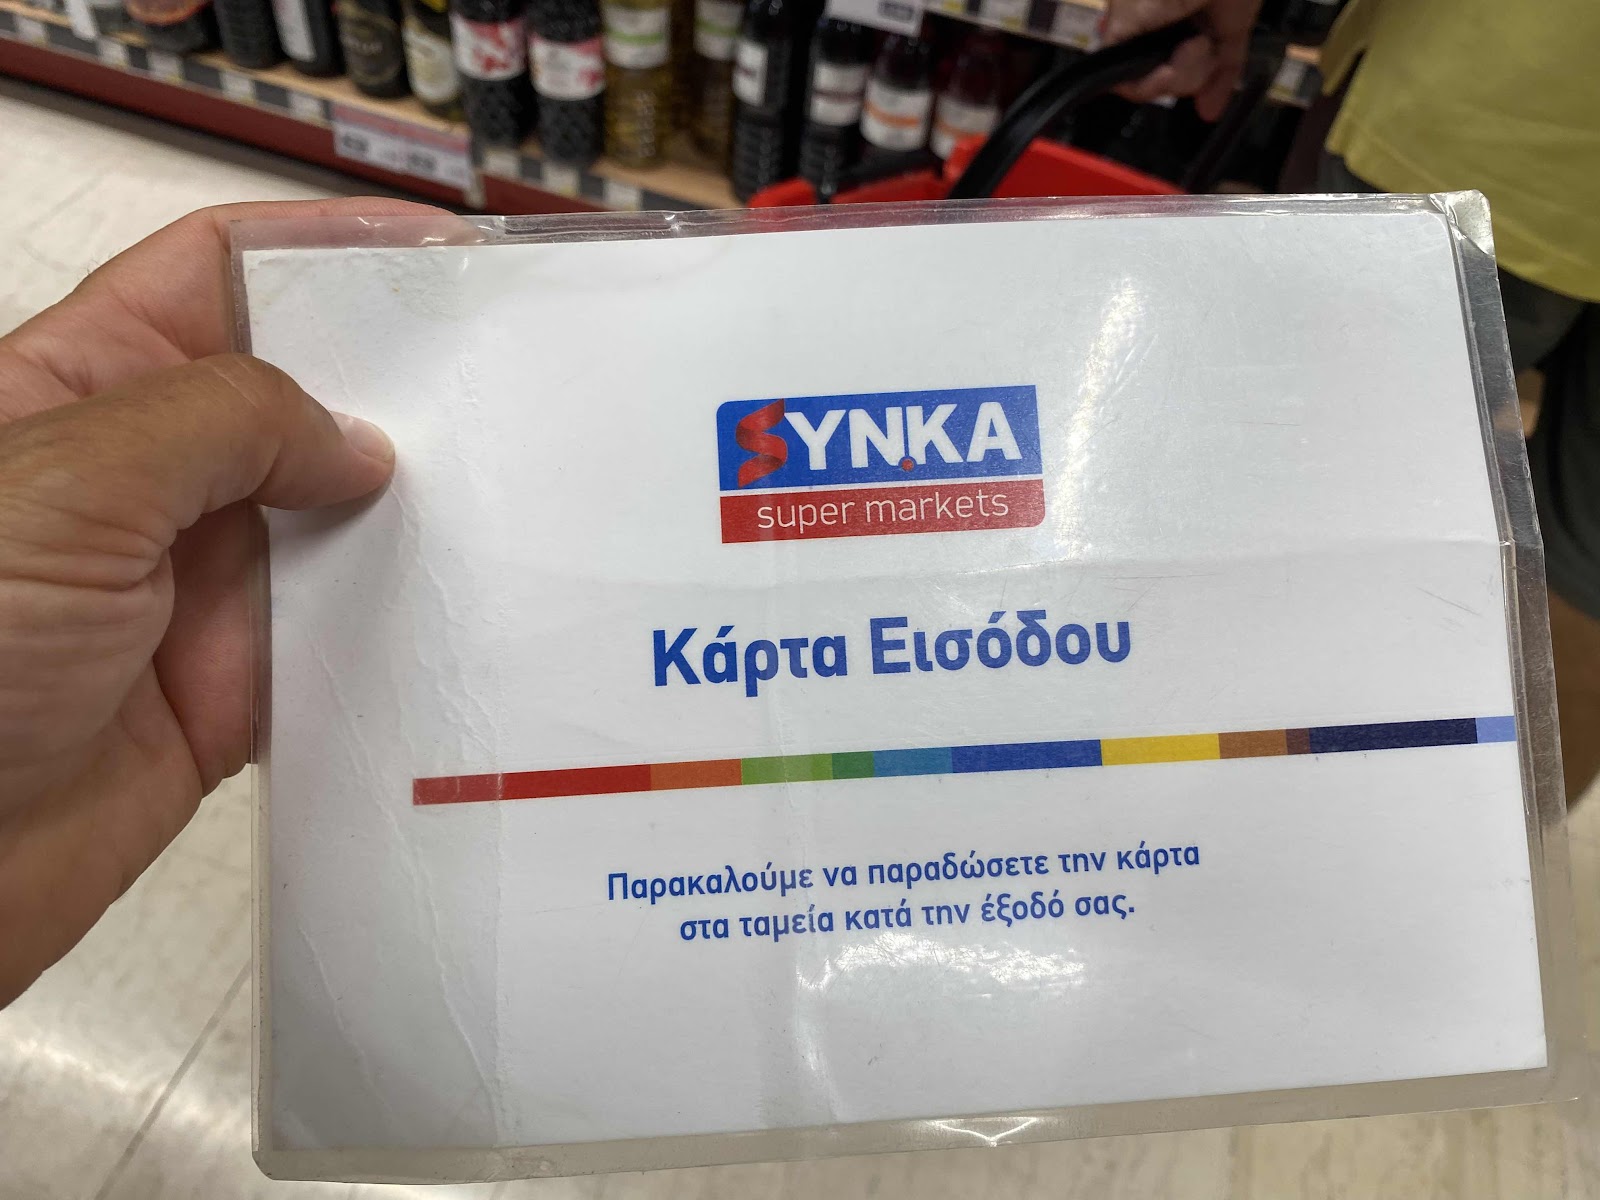 SYN.KA
super markets
Κάρτα Εισόδου
Παρακαλούμε να παραδώσετε την κάρτα
στα ταμεία κατά την έξοδό σας.